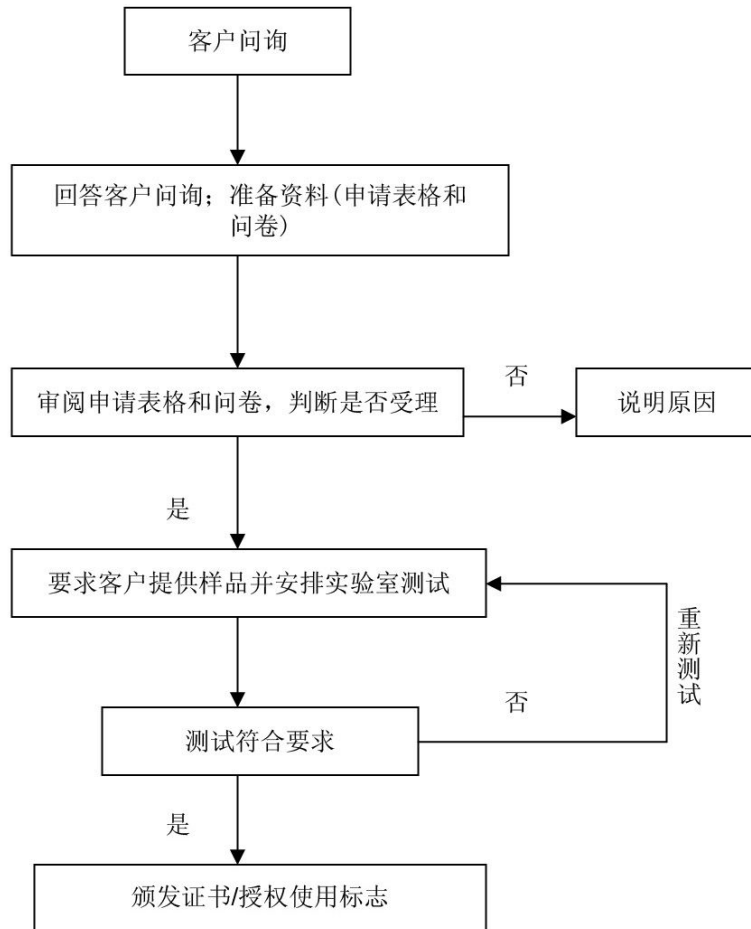 客户问询
回答客户问询；准备资料(申请表格和
问卷)
审阅申请表格和问卷，判断是否受理
否
说明原因
是
要求客户提供样品并安排实验室测试
重新测试
测试符合要求
否
是
颁发证书/授权使用标志